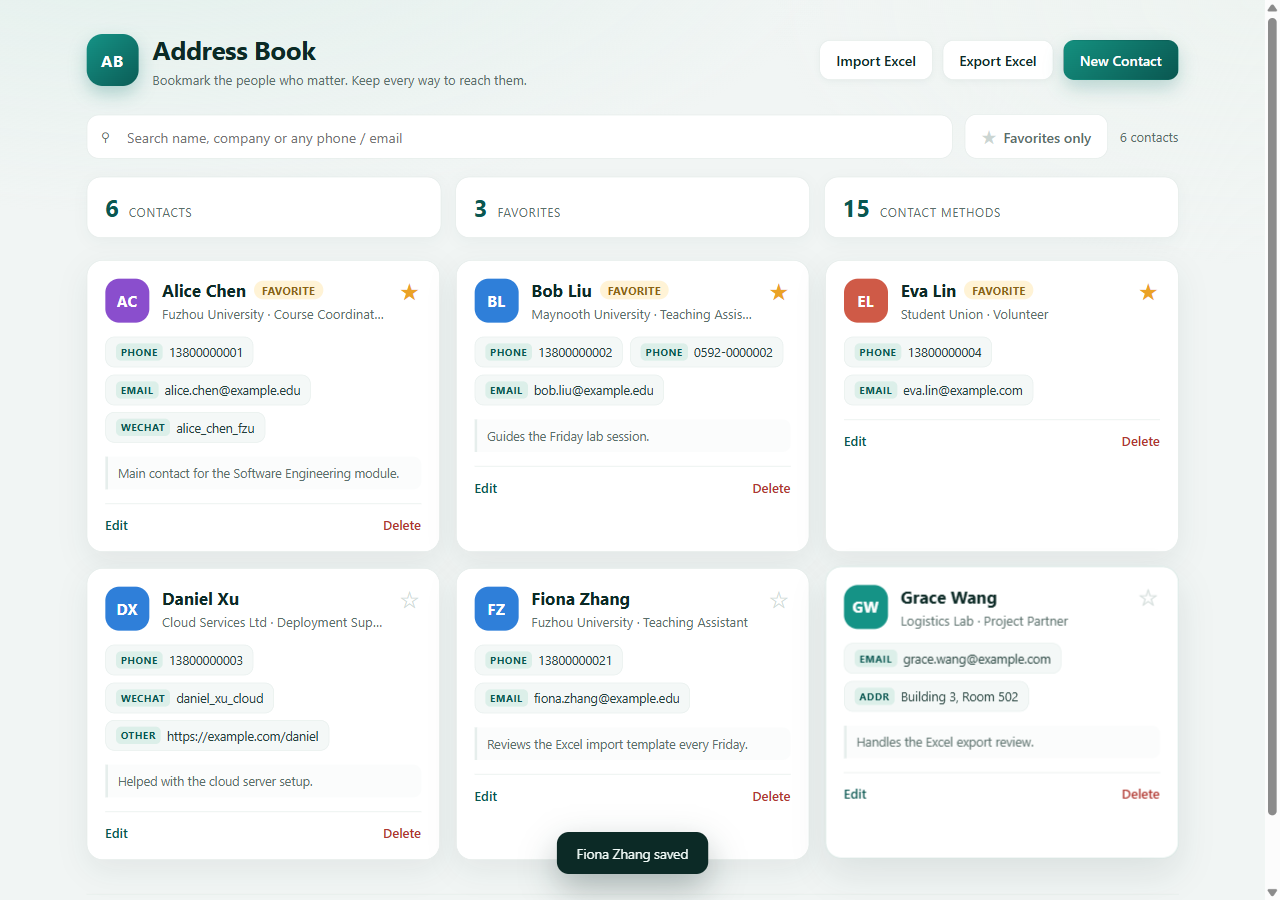 AB
Address Book
Bookmark the people who matter. Keep every way to reach them.
Import Excel
Export Excel
New Contact
Search name, company or any phone / email
★ Favorites only
6 contacts
6 CONTACTS
3 FAVORITES
15 CONTACT METHODS
AC
Alice Chen FAVORITE ★
Fuzhou University · Course Coordinat...
PHONE 13800000001
EMAIL alice.chen@example.edu
WECHAT alice_chen_fzu
Main contact for the Software Engineering module.
Edit Delete
BL
Bob Liu FAVORITE ★
Maynooth University · Teaching Assis...
PHONE 13800000002 PHONE 0592-0000002
EMAIL bob.liu@example.edu
Guides the Friday lab session.
Edit Delete
EL
Eva Lin FAVORITE ★
Student Union · Volunteer
PHONE 13800000004
EMAIL eva.lin@example.com
Edit Delete
DX
Daniel Xu ☆
Cloud Services Ltd · Deployment Sup...
PHONE 13800000003
WECHAT daniel_xu_cloud
OTHER https://example.com/daniel
Helped with the cloud server setup.
Edit Delete
FZ
Fiona Zhang ☆
Fuzhou University · Teaching Assistant
PHONE 13800000021
EMAIL fiona.zhang@example.edu
Reviews the Excel import template every Friday.
Edit Delete
GW
Grace Wang ☆
Logistics Lab · Project Partner
EMAIL grace.wang@example.com
ADDR Building 3, Room 502
Handles the Excel export review.
Edit Delete
Fiona Zhang saved